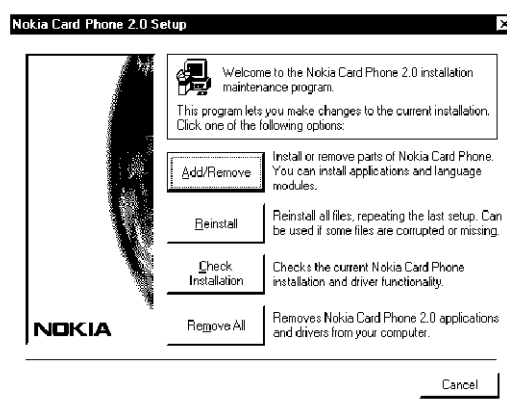 Nokia Card Phone 2.0 Setup
Welcome to the Nokia Card Phone 2.0 installation
maintenance program.
This program lets you make changes to the current installation.
Click one of the following options:
Add/Remove
Install or remove parts of Nokia Card Phone.
You can install applications and language
modules.
Reinstall
Reinstall all files, repeating the last setup. Can
be used if some files are corrupted or missing.
Check
Installation
Checks the current Nokia Card Phone
installation and driver functionality.
Remove All
Removes Nokia Card Phone 2.0 applications
and drivers from your computer.
NOKIA
Cancel